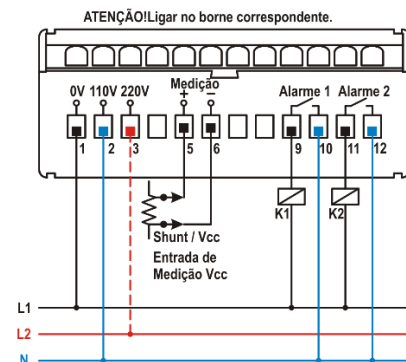 ATENÇÃO!Ligar no borne correspondente.
0V 110V 220V
Medição
+ −
Alarme 1 Alarme 2
1 2 3 5 6 9 10 11 12
K1 K2
Shunt / Vcc
Entrada de
Medição Vcc
L1
L2
N